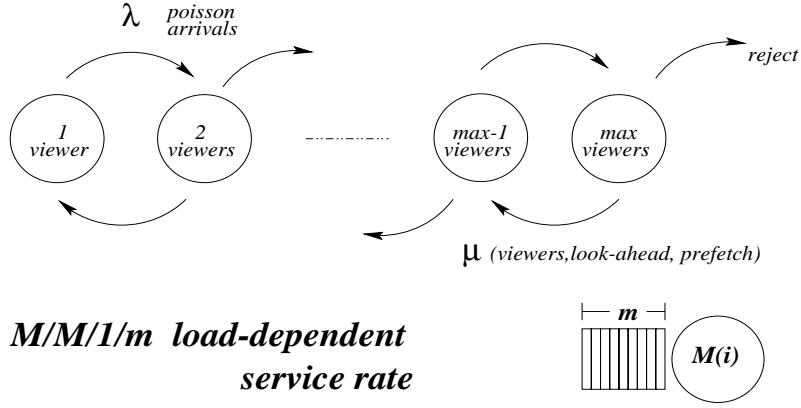 λ poisson
arrivals
reject
1
viewer
2
viewers
max-1
viewers
max
viewers
μ (viewers,look-ahead, prefetch)
m
M/M/1/m load-dependent
service rate
M(i)